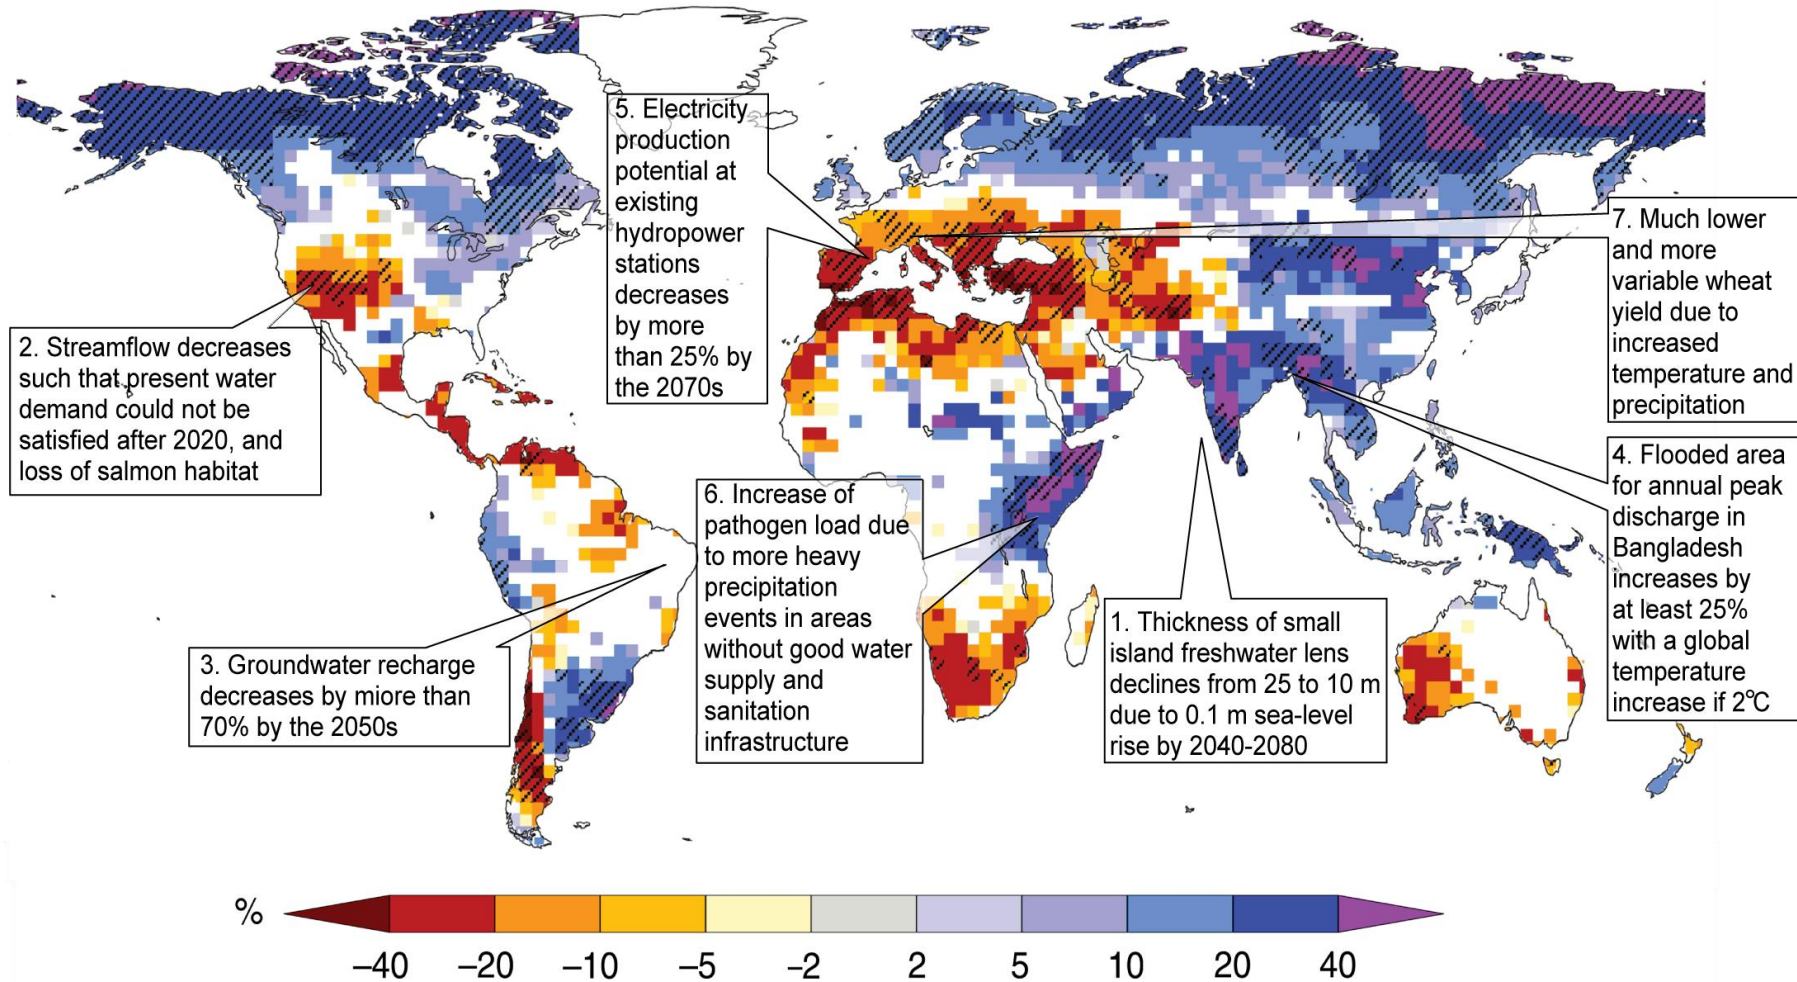 5. Electricity
production
potential at
existing
hydropower
stations
decreases
by more
than 25% by
the 2070s
7. Much lower
and more
variable wheat
yield due to
increased
temperature and
precipitation
2. Streamflow decreases
such that present water
demand could not be
satisfied after 2020, and
loss of salmon habitat
4. Flooded area
for annual peak
discharge in
Bangladesh
increases by
at least 25%
with a global
temperature
increase if 2°C
6. Increase of
pathogen load due
to more heavy
precipitation
events in areas
without good water
supply and
sanitation
infrastructure
1. Thickness of small
island freshwater lens
declines from 25 to 10 m
due to 0.1 m sea-level
rise by 2040-2080
3. Groundwater recharge
decreases by miore than
70% by the 2050s
%
–40 –20 –10 –5 –2 2 5 10 20 40